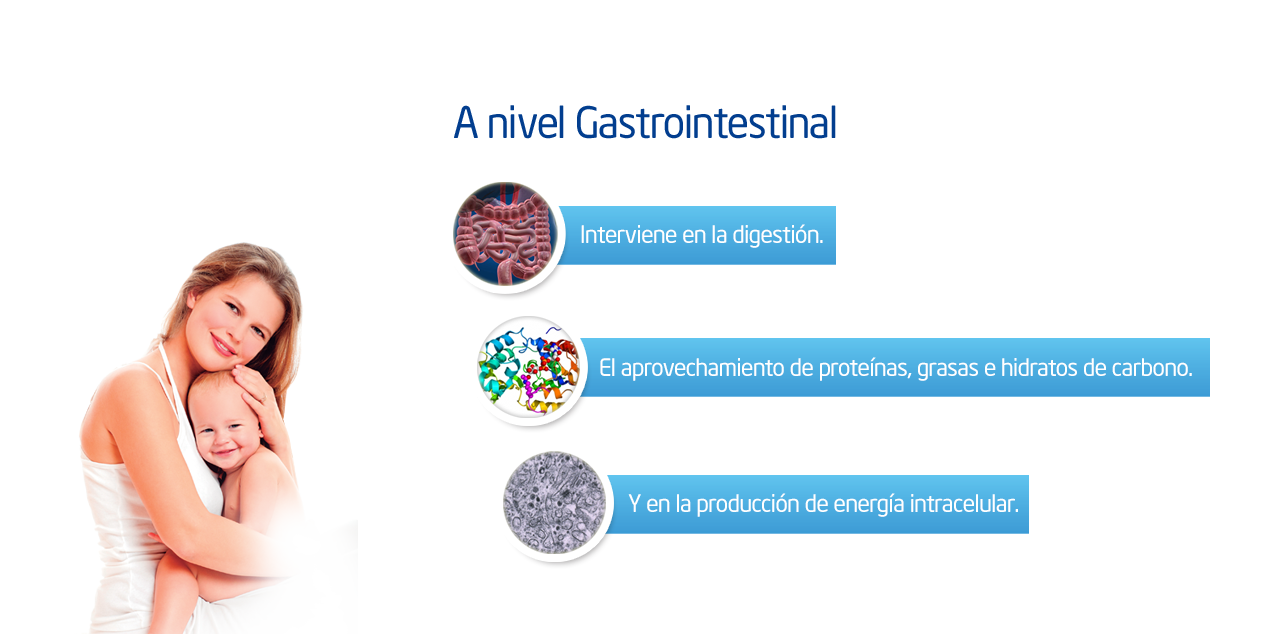 A nivel Gastrointestinal
Interviene en la digestión.
El aprovechamiento de proteínas, grasas e hidratos de carbono.
Y en la producción de energía intracelular.